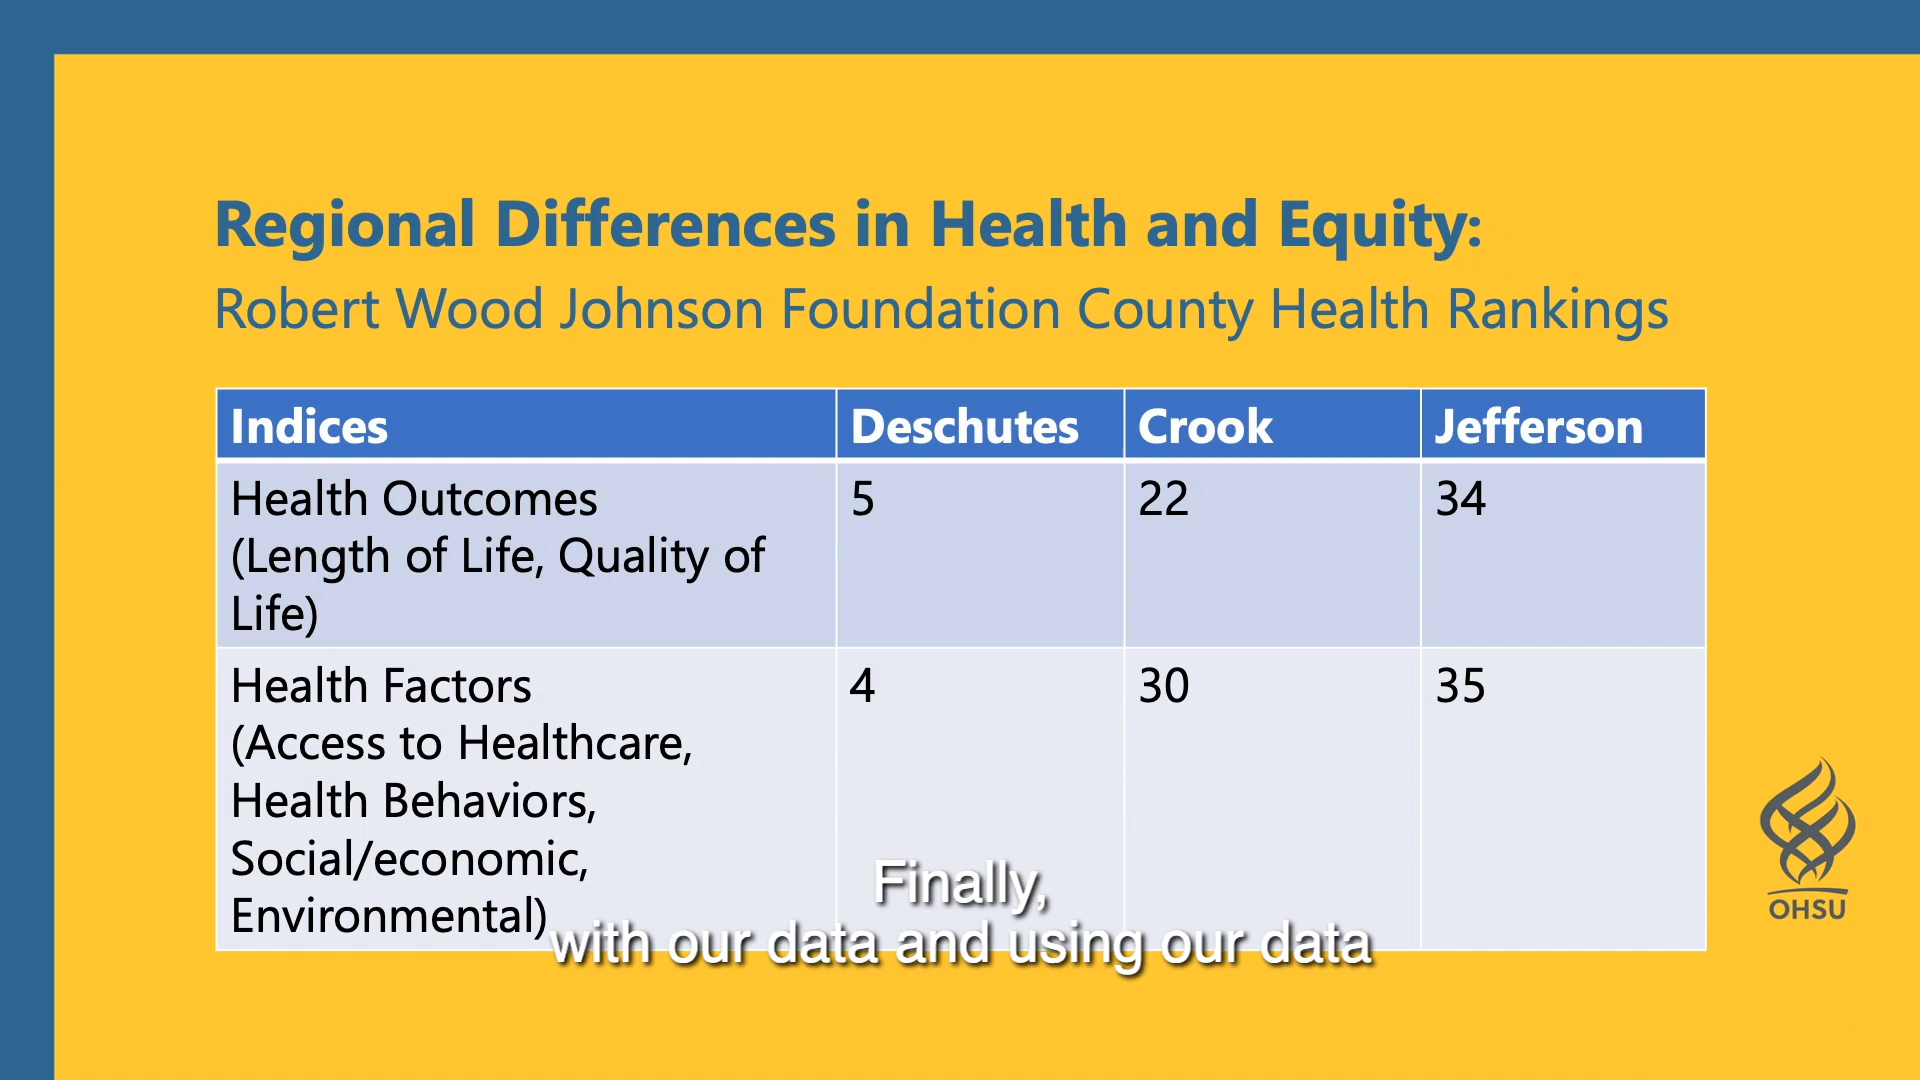 Regional Differences in Health and Equity:
Robert Wood Johnson Foundation County Health Rankings
Indices Deschutes Crook Jefferson
Health Outcomes 5 22 34
(Length of Life, Quality of
Life)
Health Factors 4 30 35
(Access to Healthcare,
Health Behaviors,
Social/economic,
Environmental)
Finally,
with our data and using our data
OHSU